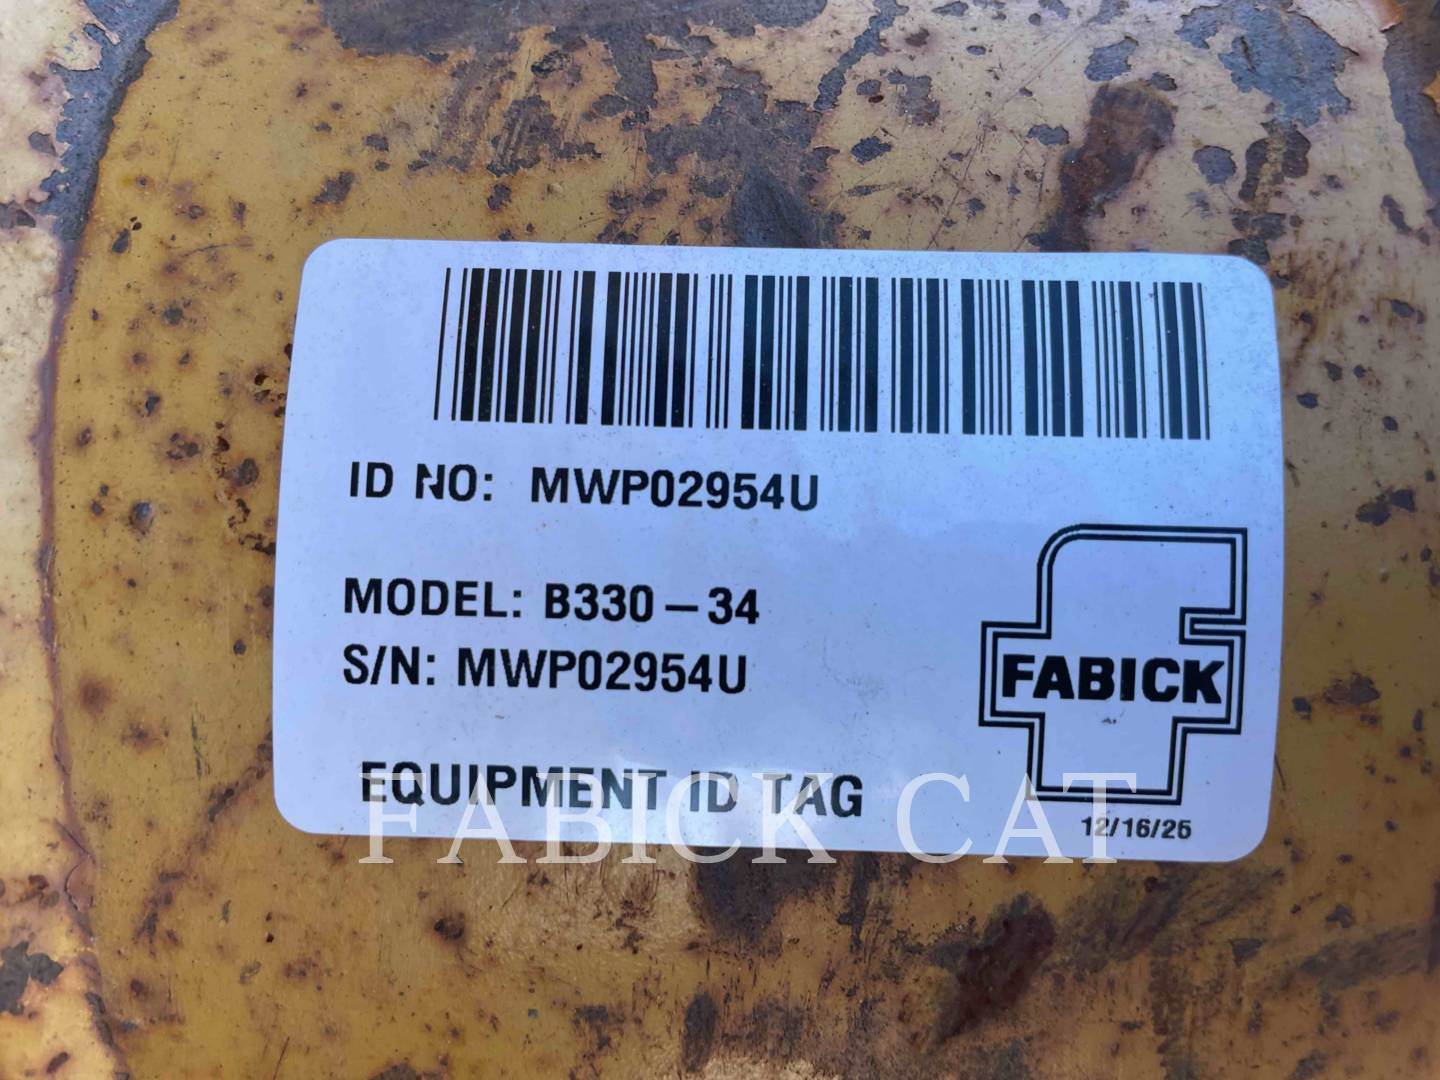 ID NO: MWP02954U
MODEL: B330-34
S/N: MWP02954U
FABICK
EQUIPMENT ID TAG
FABICK CAT
12/16/25